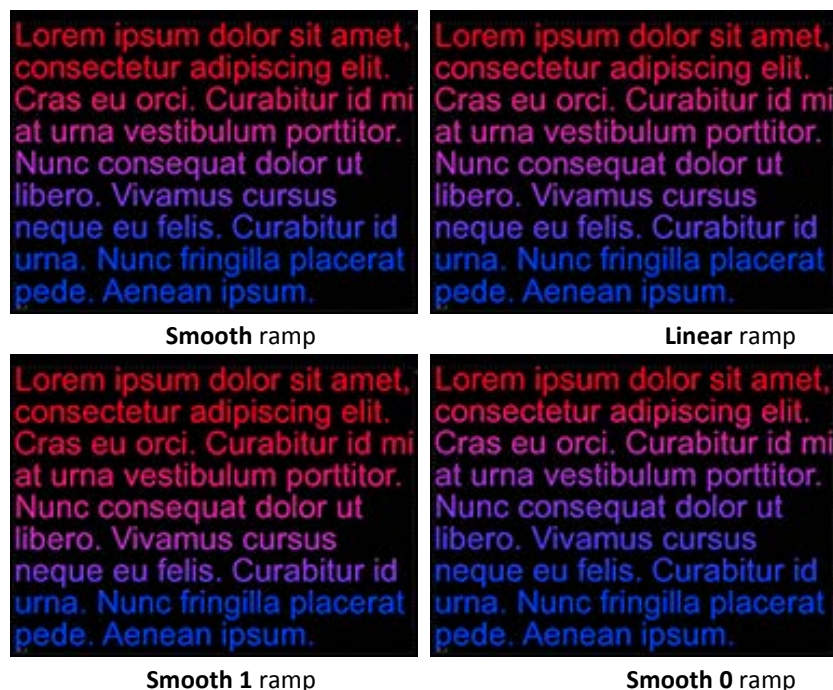 Lorem ipsum dolor sit amet,
consectetur adipiscing elit.
Cras eu orci. Curabitur id mi
at urna vestibulum porttitor.
Nunc consequat dolor ut
libero. Vivamus cursus
neque eu felis. Curabitur id
urna. Nunc fringilla placerat
pede. Aenean ipsum.
Smooth ramp
Lorem ipsum dolor sit amet,
consectetur adipiscing elit.
Cras eu orci. Curabitur id mi
at urna vestibulum porttitor.
Nunc consequat dolor ut
libero. Vivamus cursus
neque eu felis. Curabitur id
urna. Nunc fringilla placerat
pede. Aenean ipsum.
Linear ramp
Lorem ipsum dolor sit amet,
consectetur adipiscing elit.
Cras eu orci. Curabitur id mi
at urna vestibulum porttitor.
Nunc consequat dolor ut
libero. Vivamus cursus
neque eu felis. Curabitur id
urna. Nunc fringilla placerat
pede. Aenean ipsum.
Smooth 1 ramp
Lorem ipsum dolor sit amet,
consectetur adipiscing elit.
Cras eu orci. Curabitur id mi
at urna vestibulum porttitor.
Nunc consequat dolor ut
libero. Vivamus cursus
neque eu felis. Curabitur id
urna. Nunc fringilla placerat
pede. Aenean ipsum.
Smooth 0 ramp